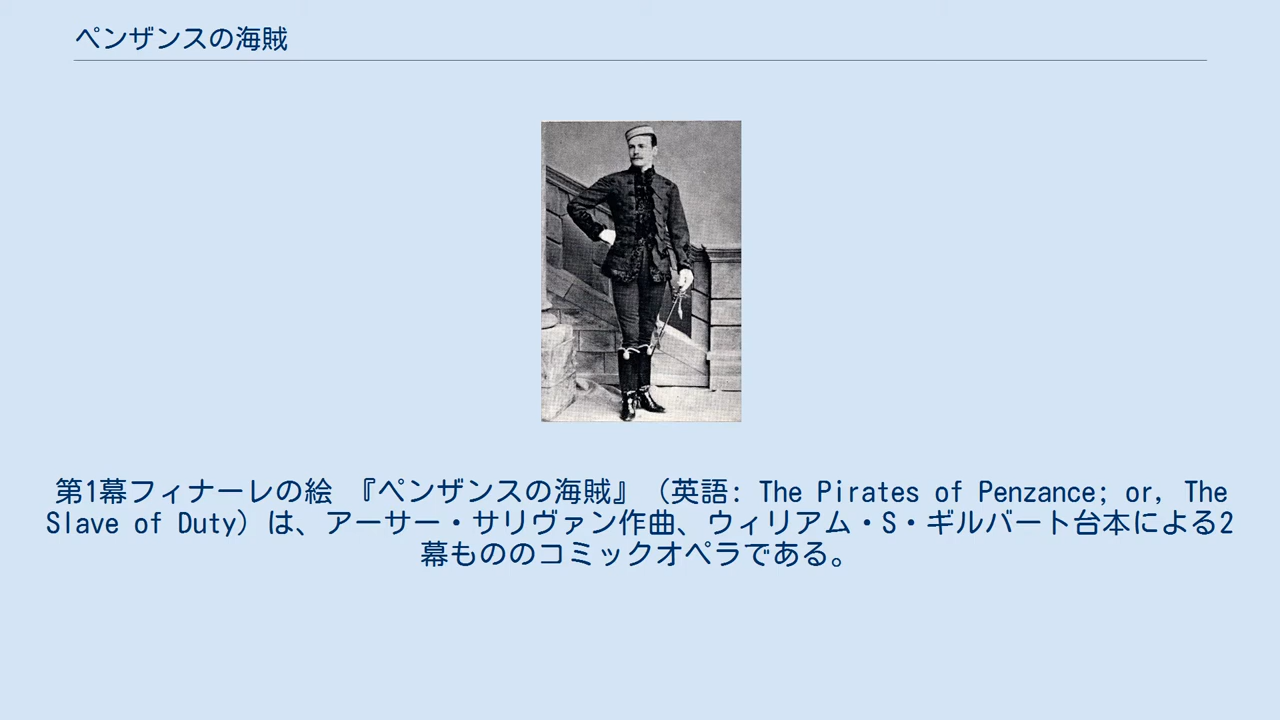 ペンザンスの海賊
第1幕フィナーレの絵 『ペンザンスの海賊』（英語: The Pirates of Penzance; or, The
Slave of Duty）は、アーサー・サリヴァン作曲、ウィリアム・S・ギルバート台本による2
幕もののコミックオペラである。